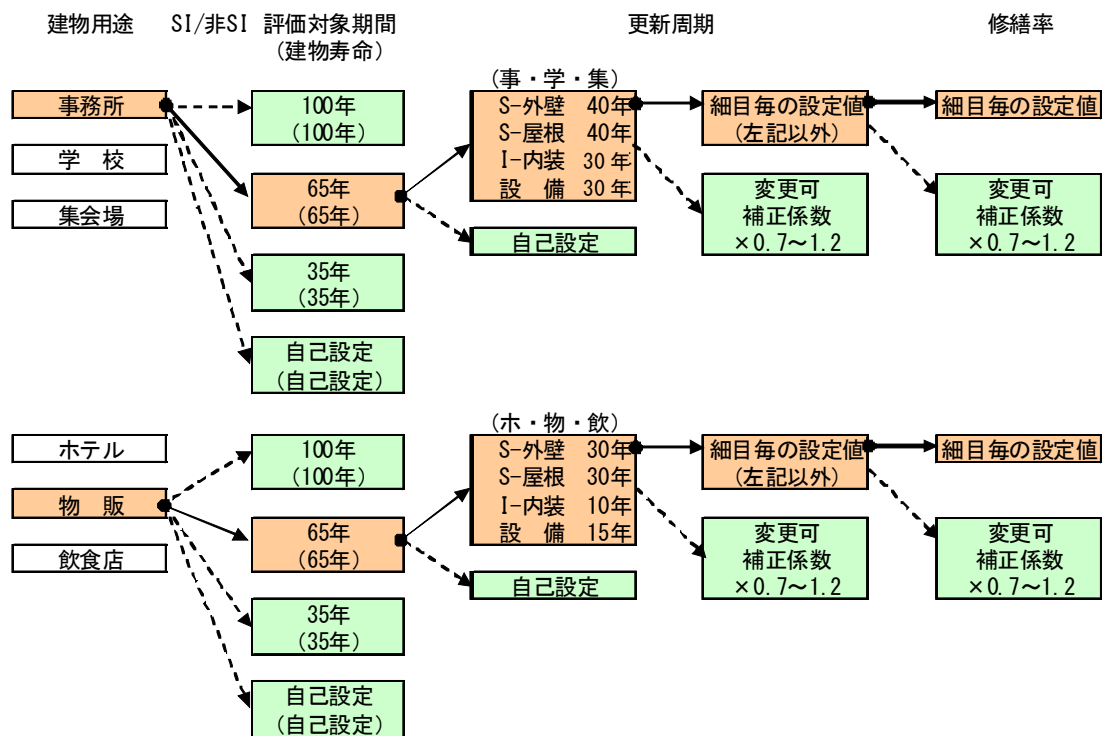 建物用途 SI/非SI 評価対象期間 更新周期 修繕率
(建物寿命)
(事・学・集)
事務所
学 校
集会場
100年
(100年)
65年
(65年)
35年
(35年)
自己設定
(自己設定)
S-外壁 40年
S-屋根 40年
I-内装 30年
設 備 30年
自己設定
細目毎の設定値
(左記以外)
変更可
補正係数
×0.7～1.2
細目毎の設定値
変更可
補正係数
×0.7～1.2
(ホ・物・飲)
ホテル
物 販
飲食店
100年
(100年)
65年
(65年)
35年
(35年)
自己設定
(自己設定)
S-外壁 30年
S-屋根 30年
I-内装 10年
設 備 15年
自己設定
細目毎の設定値
(左記以外)
変更可
補正係数
×0.7～1.2
細目毎の設定値
変更可
補正係数
×0.7～1.2